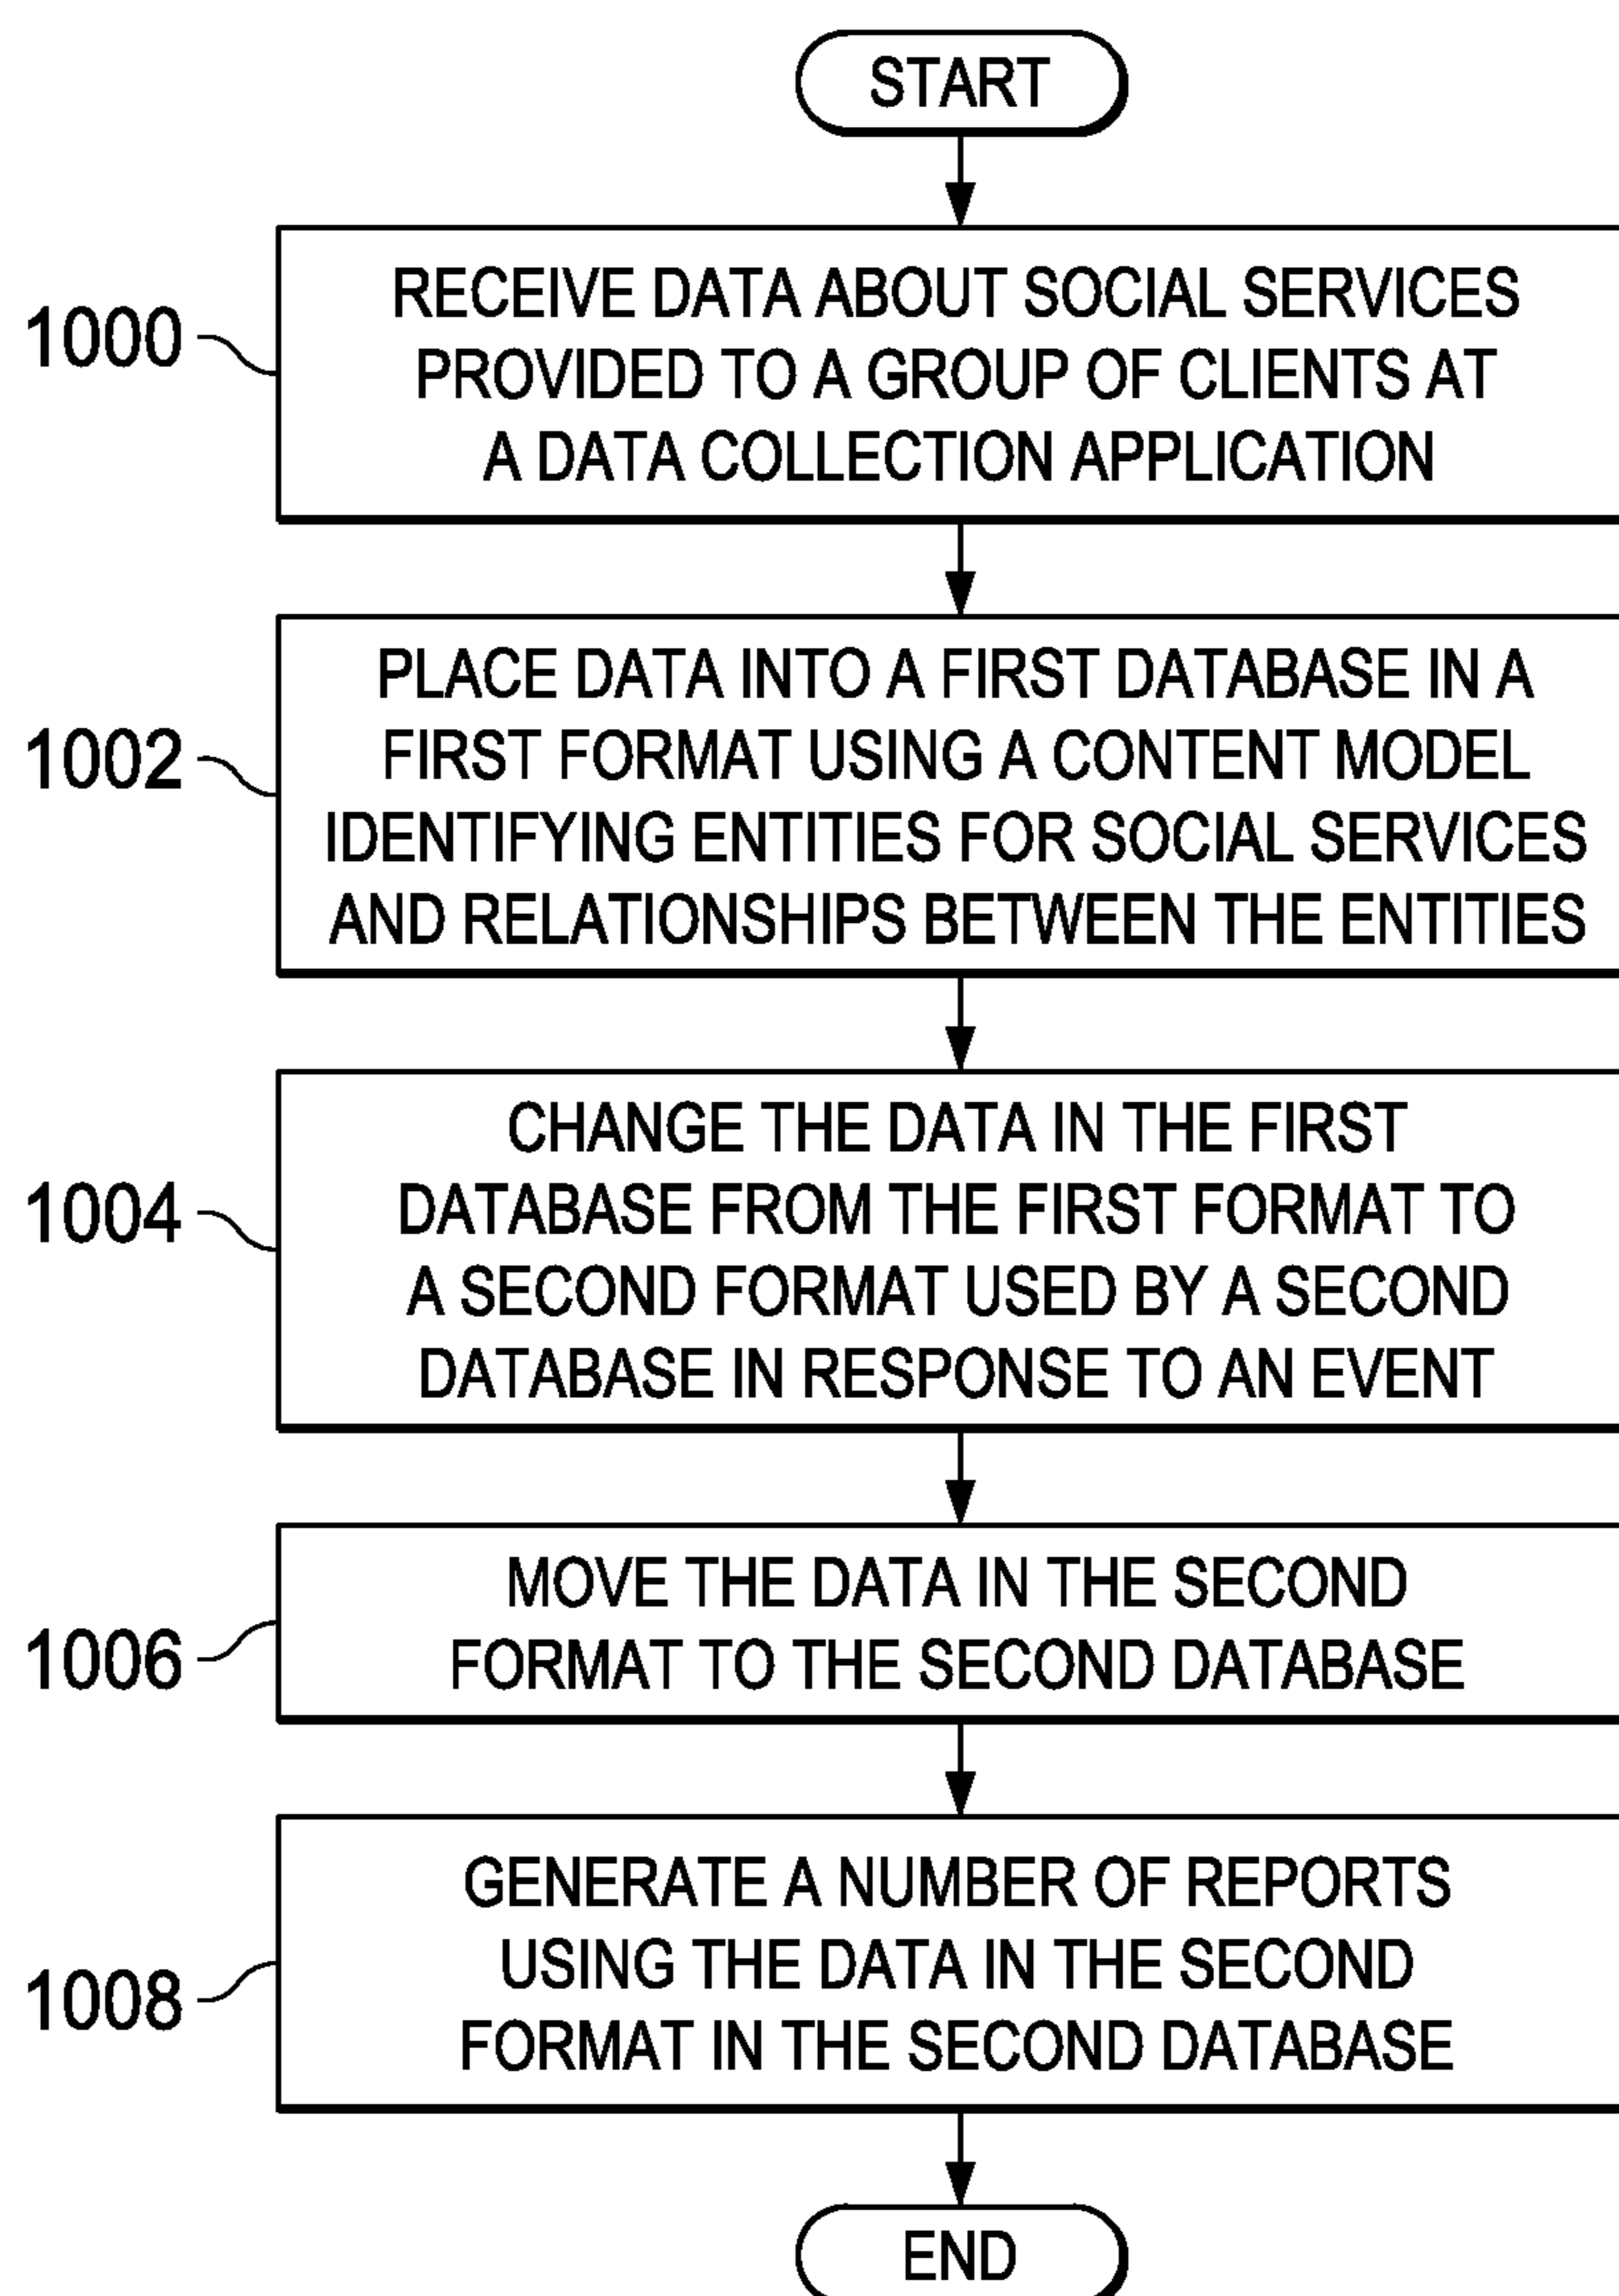 START
1000
RECEIVE DATA ABOUT SOCIAL SERVICES
PROVIDED TO A GROUP OF CLIENTS AT
A DATA COLLECTION APPLICATION
1002
PLACE DATA INTO A FIRST DATABASE IN A
FIRST FORMAT USING A CONTENT MODEL
IDENTIFYING ENTITIES FOR SOCIAL SERVICES
AND RELATIONSHIPS BETWEEN THE ENTITIES
1004
CHANGE THE DATA IN THE FIRST
DATABASE FROM THE FIRST FORMAT TO
A SECOND FORMAT USED BY A SECOND
DATABASE IN RESPONSE TO AN EVENT
1006
MOVE THE DATA IN THE SECOND
FORMAT TO THE SECOND DATABASE
1008
GENERATE A NUMBER OF REPORTS
USING THE DATA IN THE SECOND
FORMAT IN THE SECOND DATABASE
END